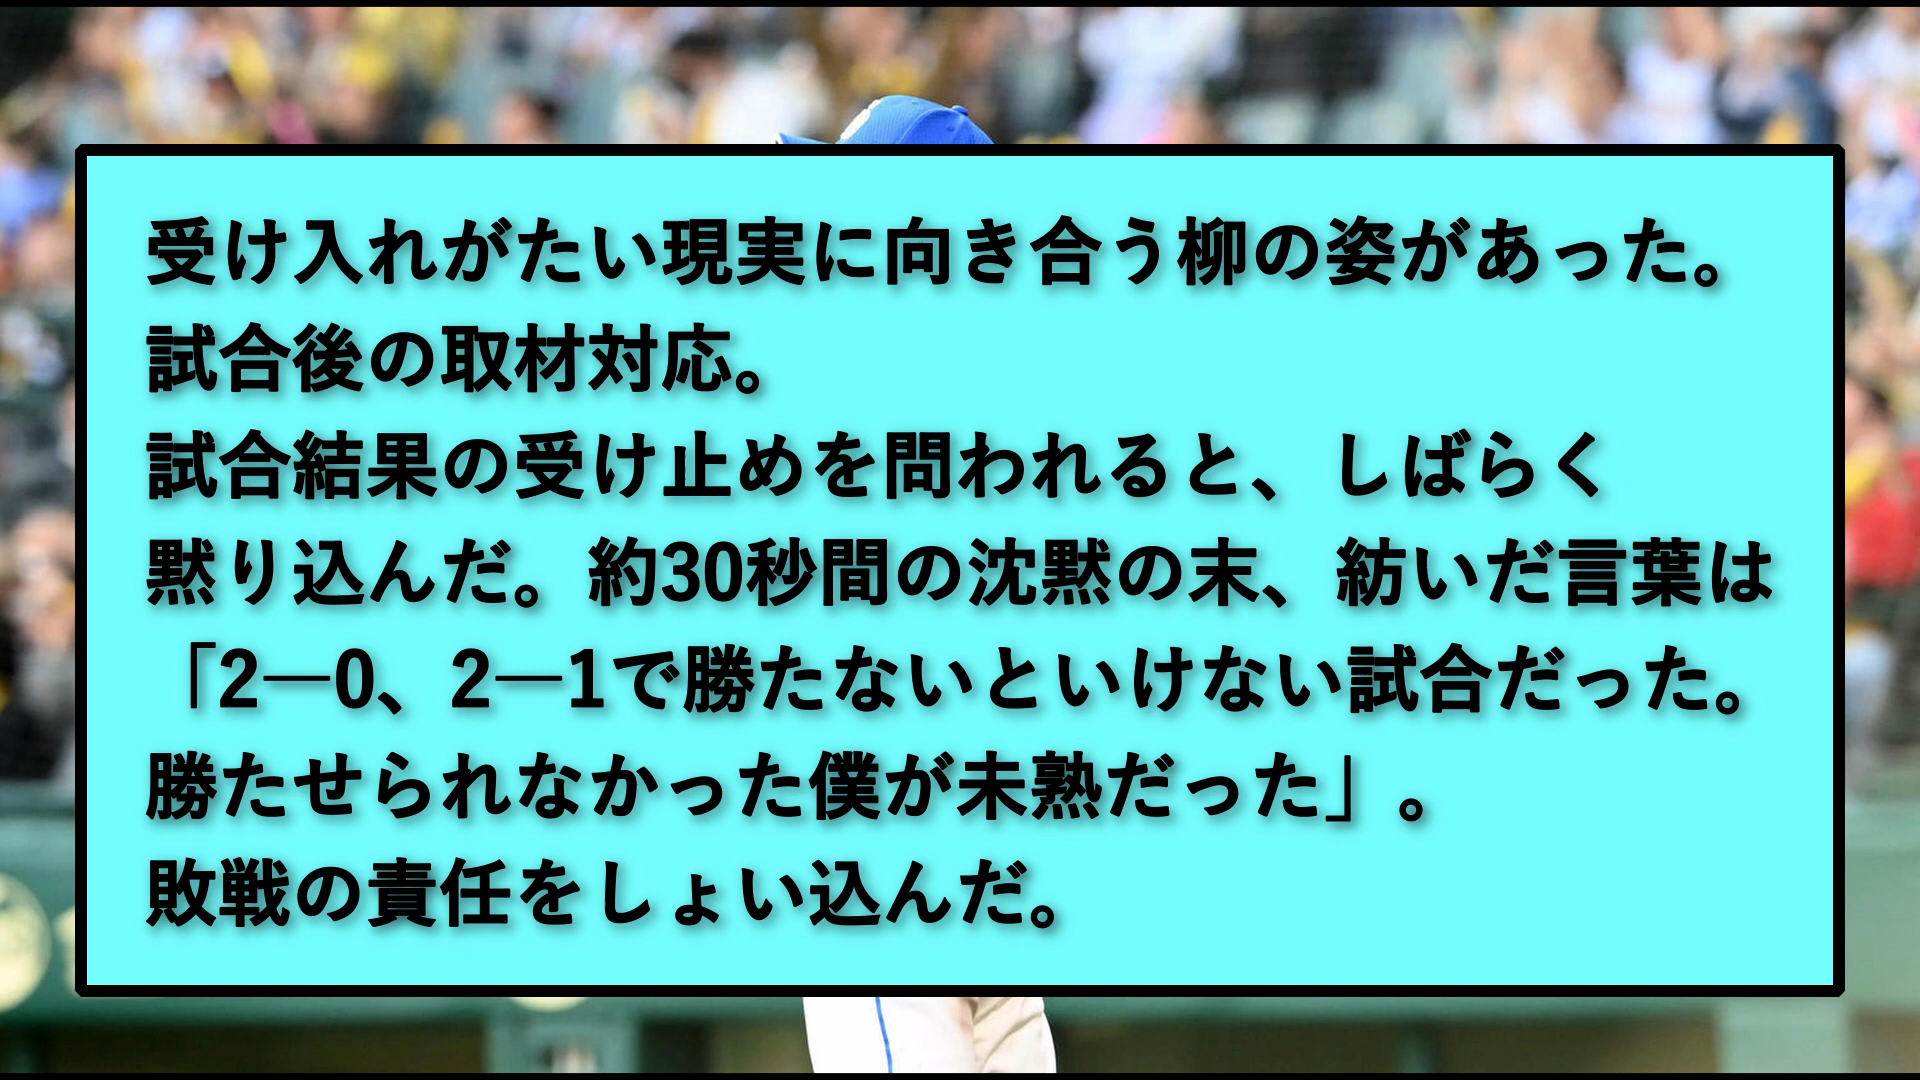 受け入れがたい現実に向き合う柳の姿があった。
試合後の取材対応。
試合結果の受け止めを問われると、しばらく
黙り込んだ。約30秒間の沈黙の末、紡いだ言葉は
「2―0、2―1で勝たないといけない試合だった。
勝たせられなかった僕が未熟だった」。
敗戦の責任をしょい込んだ。